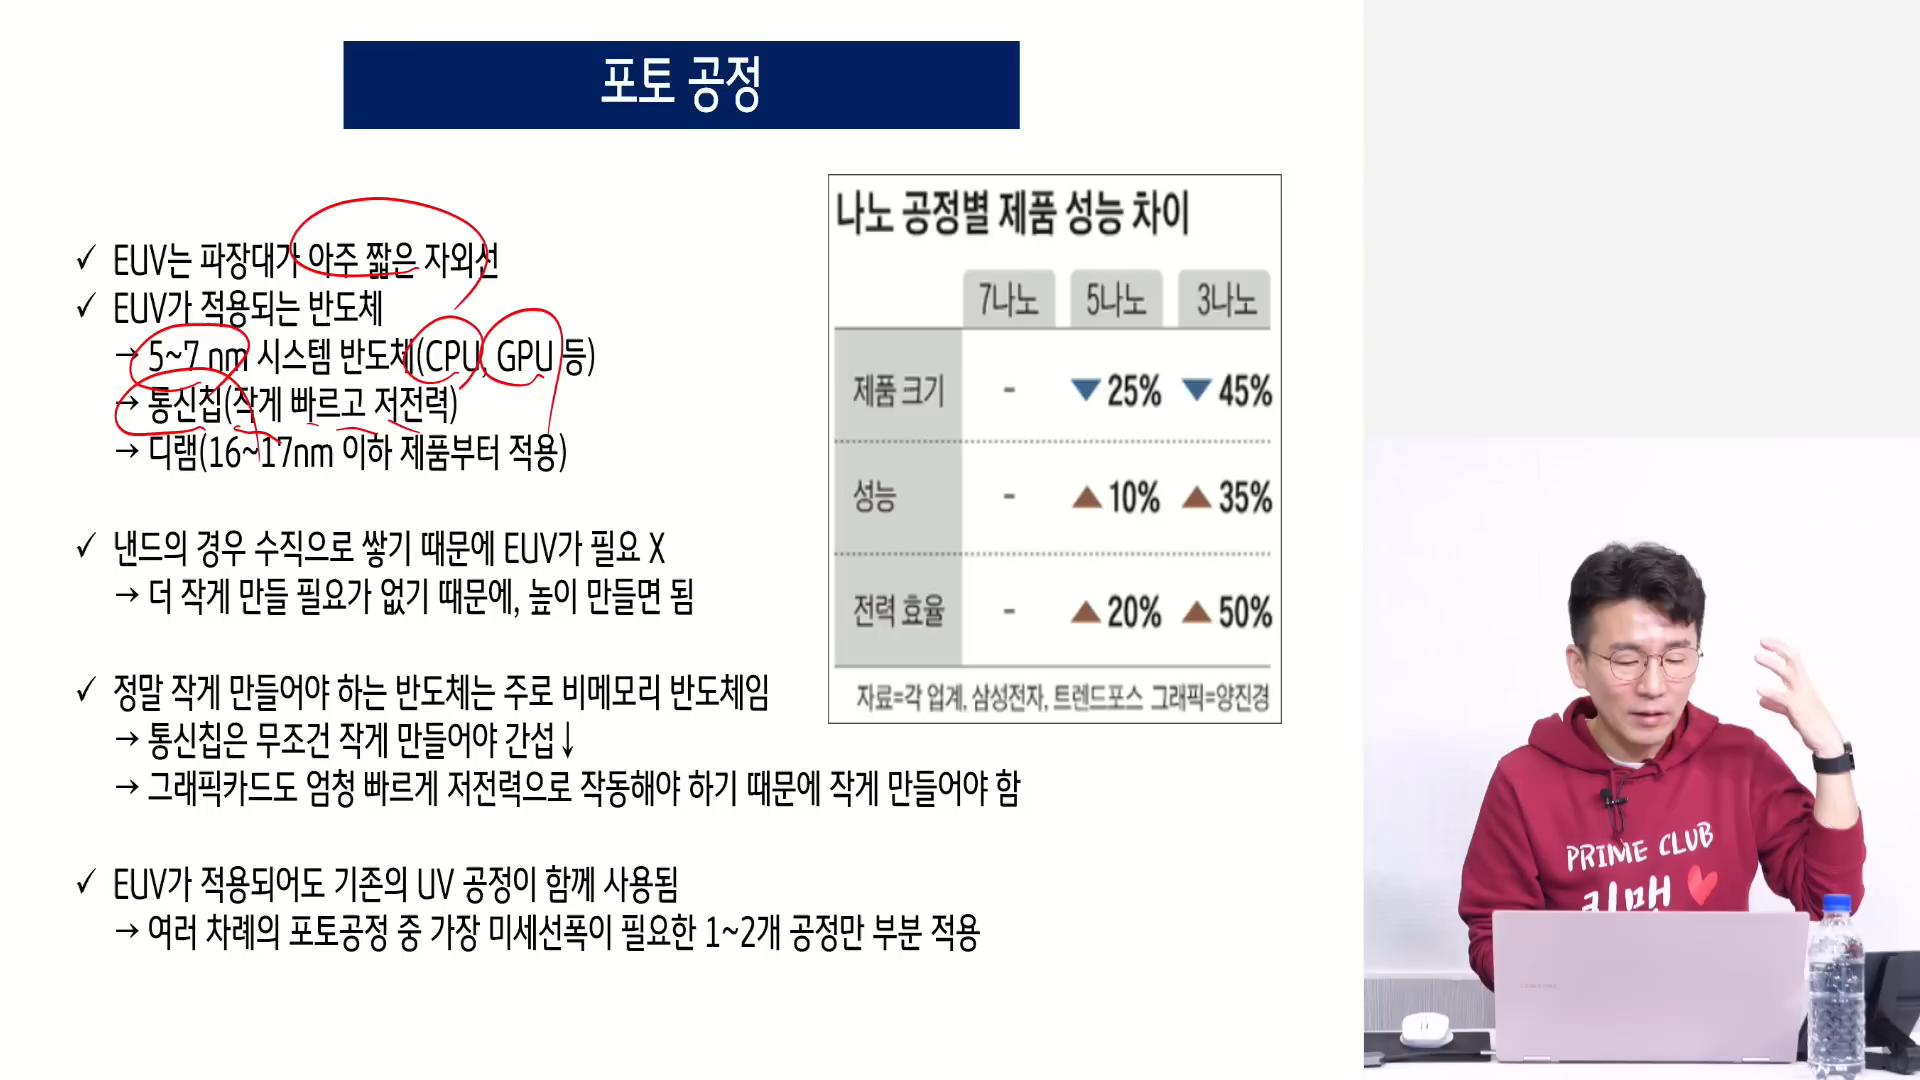 포토 공정
✓ EUV는 파장대가 아주 짧은 자외선
✓ EUV가 적용되는 반도체
→ 5~7 nm 시스템 반도체(CPU, GPU 등)
→ 통신칩(작게 빠르고 저전력)
→ 디램(16~17nm 이하 제품부터 적용)
✓ 낸드의 경우 수직으로 쌓기 때문에 EUV가 필요 X
→ 더 작게 만들 필요가 없기 때문에, 높이 만들면 됨
✓ 정말 작게 만들어야 하는 반도체는 주로 비메모리 반도체임
→ 통신칩은 무조건 작게 만들어야 간섭↓
→ 그래픽카드도 엄청 빠르게 저전력으로 작동해야 하기 때문에 작게 만들어야 함
✓ EUV가 적용되어도 기존의 UV 공정이 함께 사용됨
→ 여러 차례의 포토공정 중 가장 미세선폭이 필요한 1~2개 공정만 부분 적용
나노 공정별 제품 성능 차이
7나노 5나노 3나노
제품 크기 - ▼25% ▼45%
성능 - ▲10% ▲35%
전력 효율 - ▲20% ▲50%
자료=각 업계, 삼성전자, 트렌드포스 그래픽=양진경
PRIME CLUB